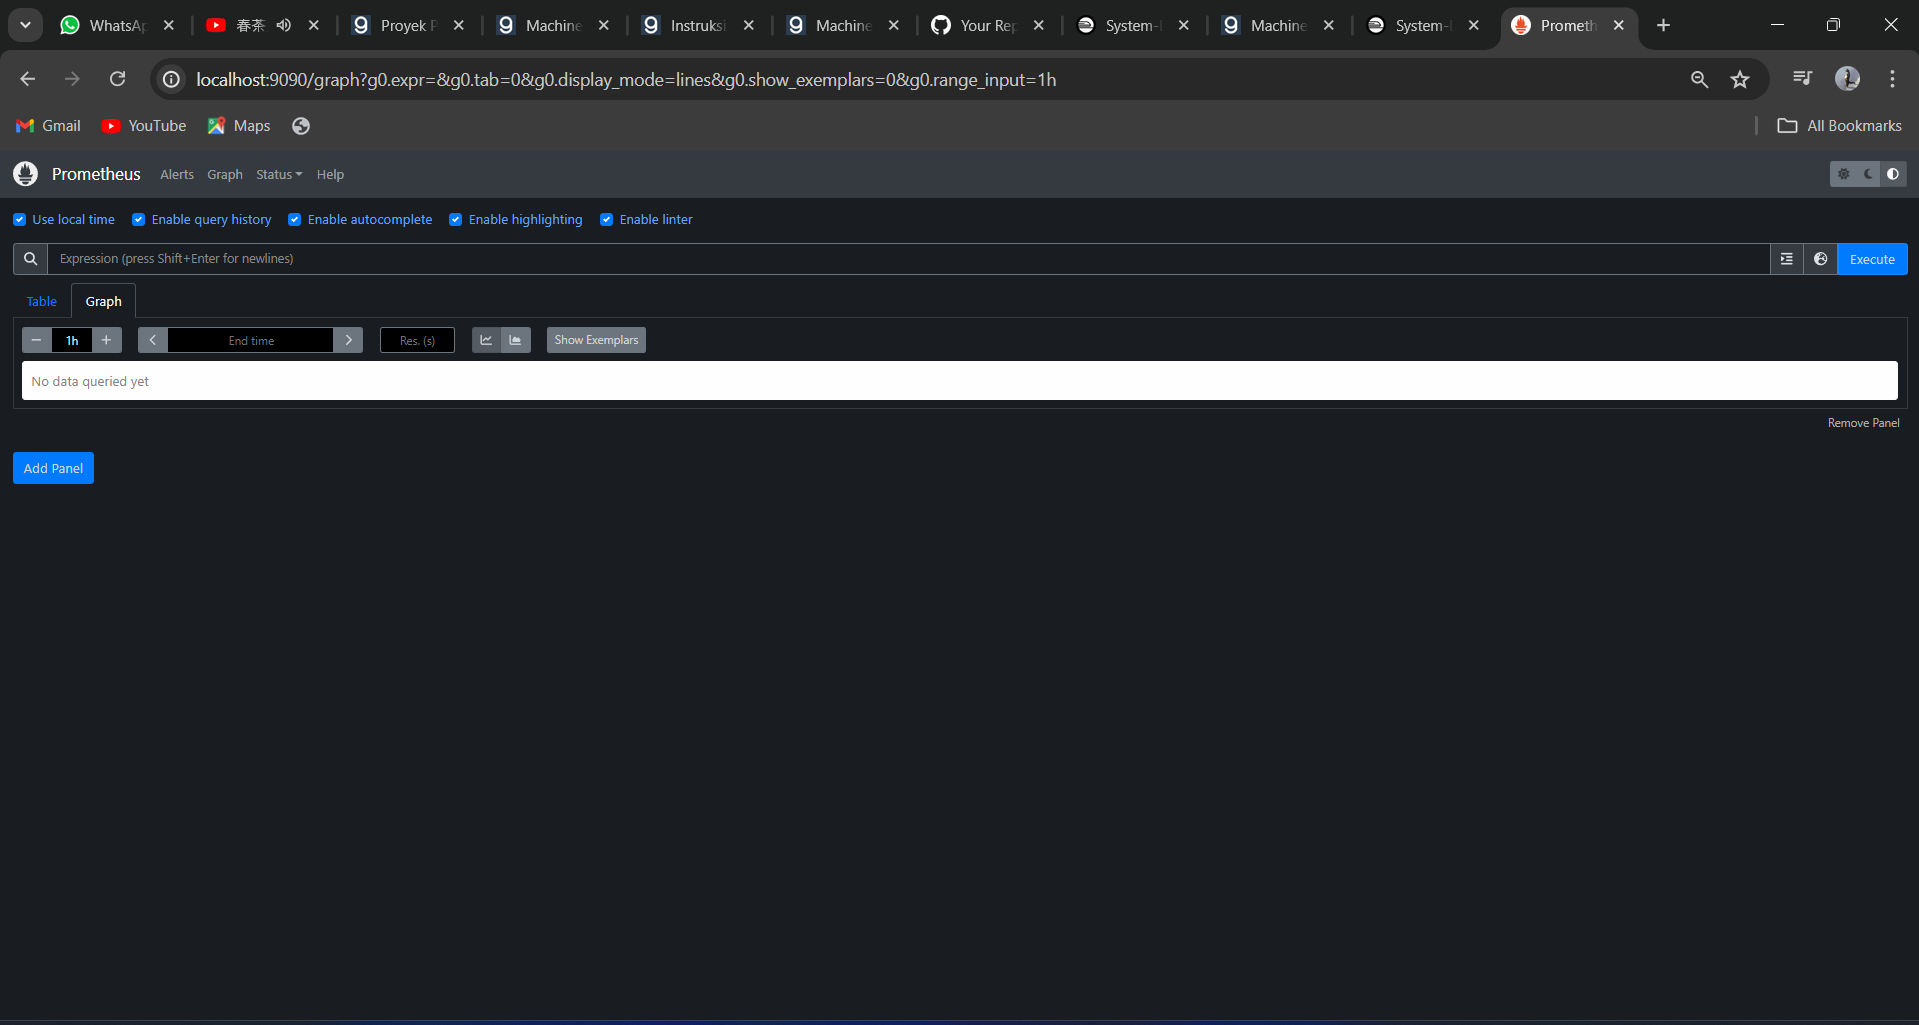 WhatsAp
春茶
Proyek P
Machine
Instruksi
Machine
Your Rep
System-
Machine
System-
Prometh
localhost:9090/graph?g0.expr=&g0.tab=0&g0.display_mode=lines&g0.show_exemplars=0&g0.range_input=1h
Gmail YouTube Maps All Bookmarks
Prometheus Alerts Graph Status Help
Use local time Enable query history Enable autocomplete Enable highlighting Enable linter
Expression (press Shift+Enter for newlines) Execute
Table Graph
1h End time Res. (s) Show Exemplars
No data queried yet
Remove Panel
Add Panel